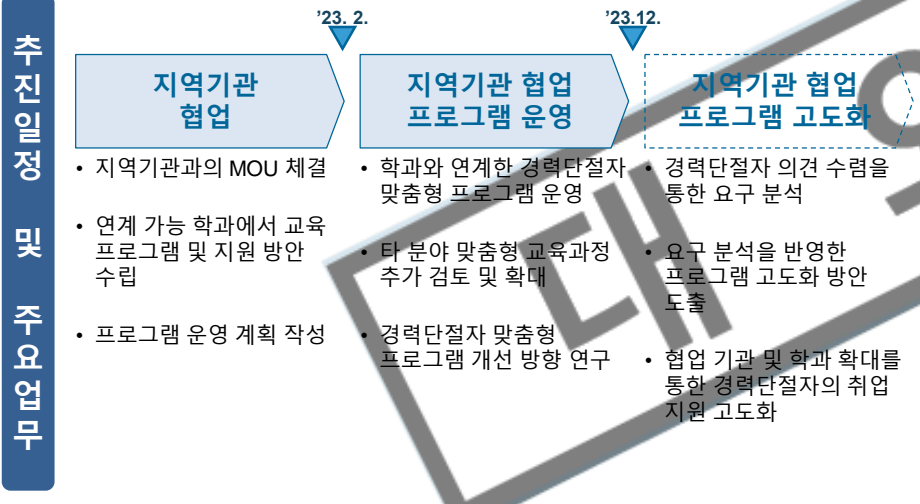 추진일정 및 주요업무
’23. 2.
’23.12.
지역기관
협업
지역기관 협업
프로그램 운영
지역기관 협업
프로그램 고도화
• 지역기관과의 MOU 체결
• 연계 가능 학과에서 교육
프로그램 및 지원 방안
수립
• 프로그램 운영 계획 작성
• 학과와 연계한 경력단절자
맞춤형 프로그램 운영
• 타 분야 맞춤형 교육과정
추가 검토 및 확대
• 경력단절자 맞춤형
프로그램 개선 방향 연구
• 경력단절자 의견 수렴을
통한 요구 분석
• 요구 분석을 반영한
프로그램 고도화 방안
도출
• 협업 기관 및 학과 확대를
통한 경력단절자의 취업
지원 고도화
대